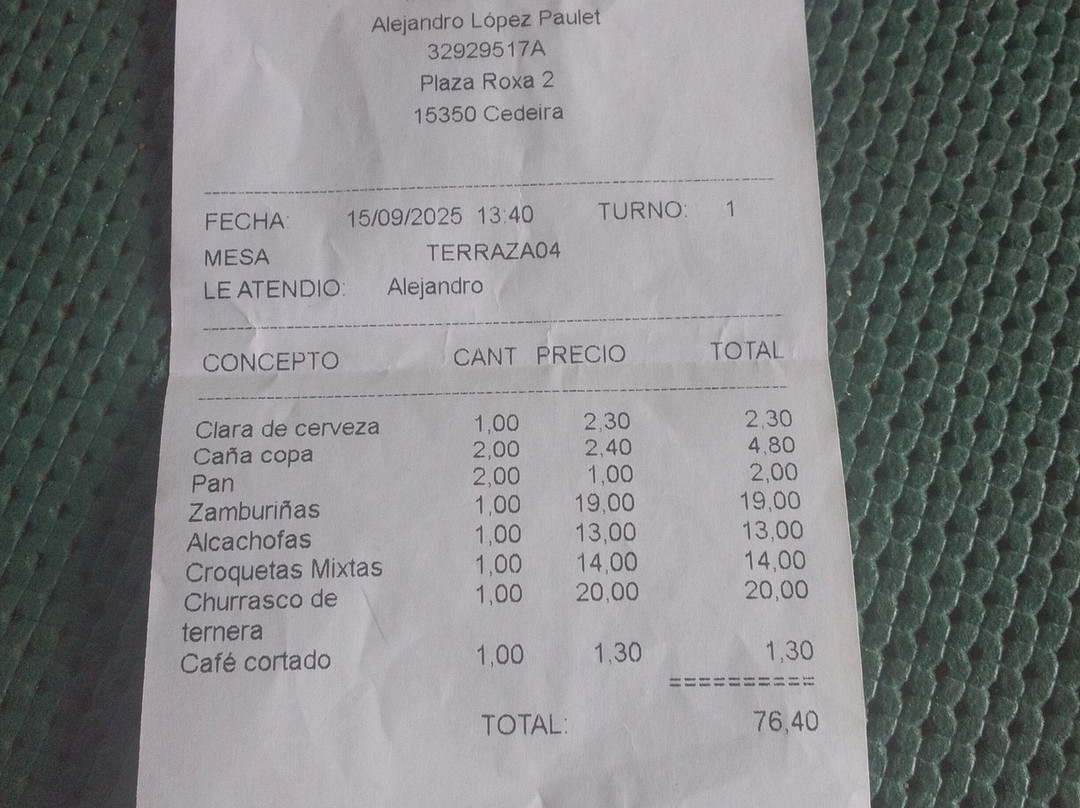 Alejandro López Paulet
32929517A
Plaza Roxa 2
15350 Cedeira
FECHA: 15/09/2025 13:40 TURNO: 1
MESA TERRAZA04
LE ATENDIO: Alejandro
CONCEPTO CANT PRECIO TOTAL
Clara de cerveza 1,00 2,30 2,30
Caña copa 2,00 2,40 4,80
Pan 2,00 1,00 2,00
Zamburiñas 1,00 19,00 19,00
Alcachofas 1,00 13,00 13,00
Croquetas Mixtas 1,00 14,00 14,00
Churrasco de 1,00 20,00 20,00
ternera
Café cortado 1,00 1,30 1,30
==========
TOTAL: 76,40